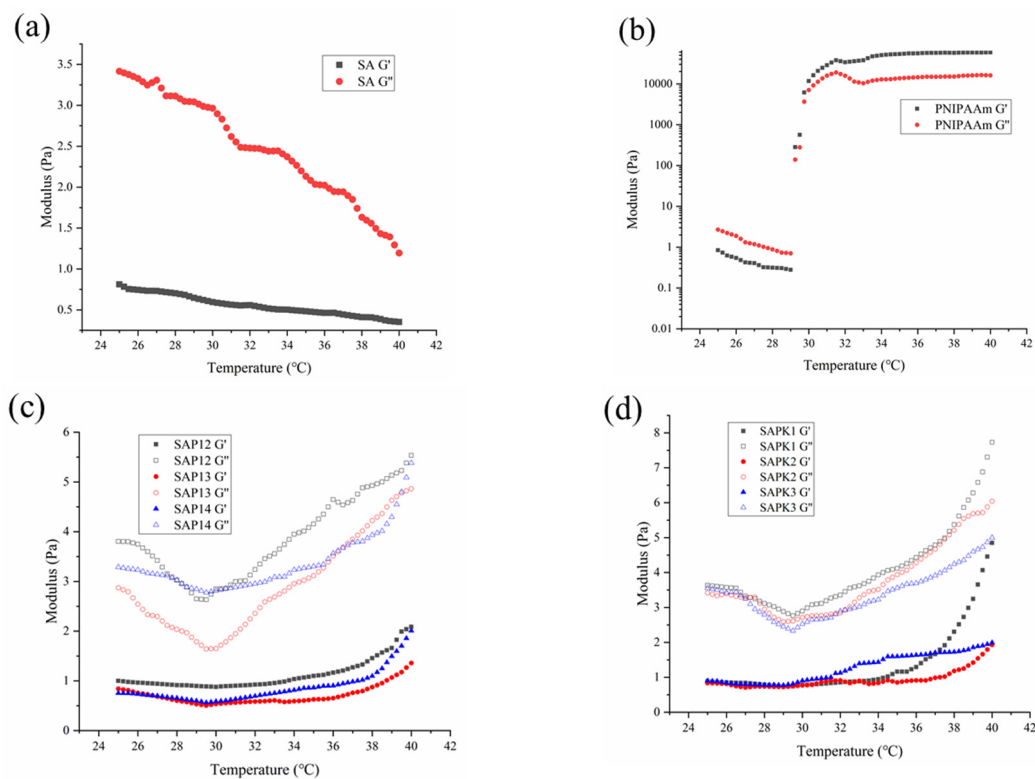 (a)
SA G'
SA G"
3.5
3.0
2.5
2.0
1.5
1.0
0.5
Modulus (Pa)
24 26 28 30 32 34 36 38 40 42
Temperature (℃)
(b)
PNIPAAm G'
PNIPAAm G"
10000
1000
100
10
1
0.1
0.01
Modulus (Pa)
24 26 28 30 32 34 36 38 40 42
Temperature (℃)
(c)
SAP12 G'
SAP12 G"
SAP13 G'
SAP13 G"
SAP14 G'
SAP14 G"
6
5
4
3
2
1
0
Modulus (Pa)
24 26 28 30 32 34 36 38 40 42
Temperature (℃)
(d)
SAPK1 G'
SAPK1 G"
SAPK2 G'
SAPK2 G"
SAPK3 G'
SAPK3 G"
8
7
6
5
4
3
2
1
0
Modulus (Pa)
24 26 28 30 32 34 36 38 40 42
Temperature (℃)